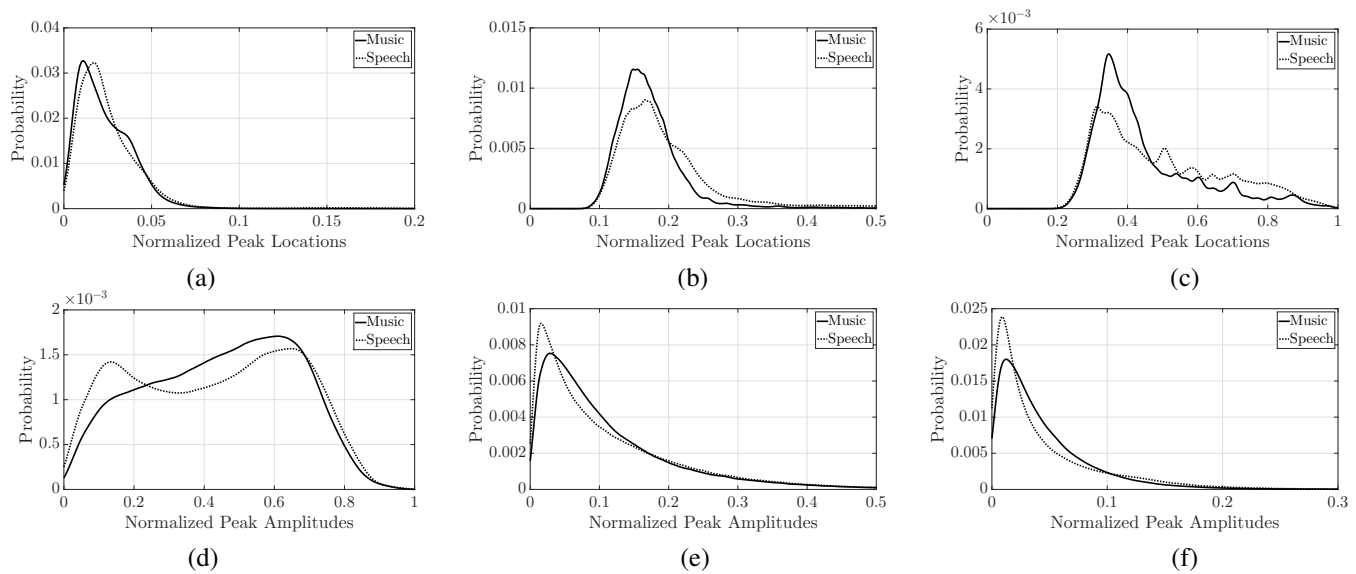 0.04
0.03
0.02
0.01
0
Probability
0
0.05
0.1
0.15
0.2
Normalized Peak Locations
Music
Speech
(a)
0.015
0.01
0.005
0
Probability
0
0.1
0.2
0.3
0.4
0.5
Normalized Peak Locations
Music
Speech
(b)
×10⁻³
6
4
2
0
Probability
0
0.2
0.4
0.6
0.8
1
Normalized Peak Locations
Music
Speech
(c)
×10⁻³
2
1.5
1
0.5
0
Probability
0
0.2
0.4
0.6
0.8
1
Normalized Peak Amplitudes
Music
Speech
(d)
0.01
0.008
0.006
0.004
0.002
0
Probability
0
0.1
0.2
0.3
0.4
0.5
Normalized Peak Amplitudes
Music
Speech
(e)
0.025
0.02
0.015
0.01
0.005
0
Probability
0
0.1
0.2
0.3
Normalized Peak Amplitudes
Music
Speech
(f)